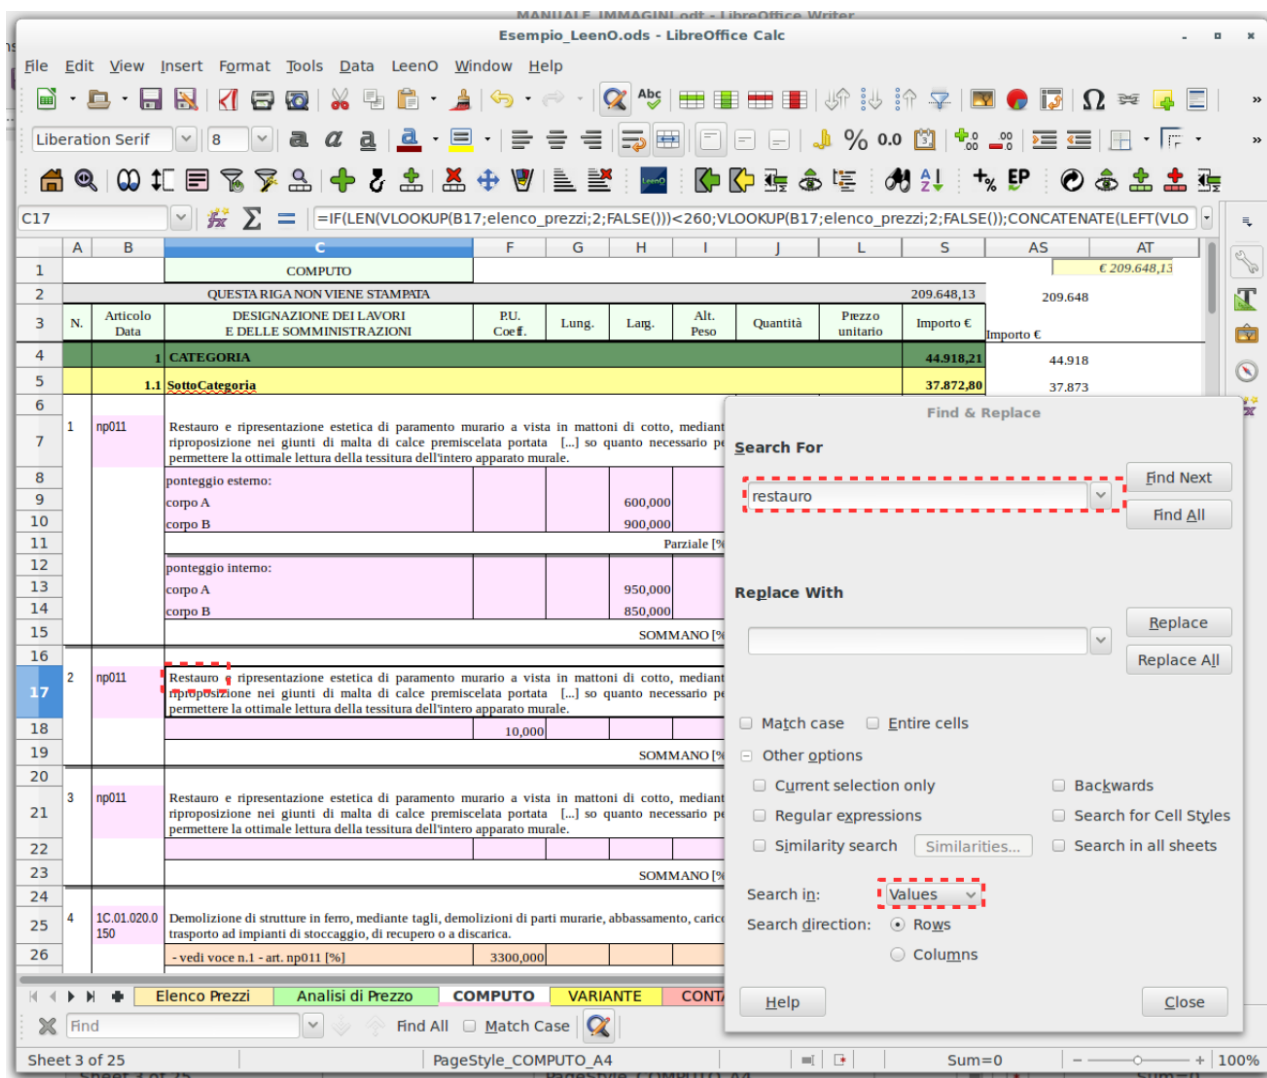 MANUALE_IMMAGINI.odt - LibreOffice Writer
Esempio_LeenO.ods - LibreOffice Calc
File Edit View Insert Format Tools Data LeenO Window Help
Liberation Serif 8
C17 =IF(LEN(VLOOKUP(B17;elenco_prezzi;2;FALSE()))<260;VLOOKUP(B17;elenco_prezzi;2;FALSE());CONCATENATE(LEFT(VLO
A B C F G H I J L S AS AT
1 COMPUTO € 209.648,13
2 QUESTA RIGA NON VIENE STAMPATA 209.648,13 209.648
3 N. Articolo Data DESIGNAZIONE DEI LAVORI E DELLE SOMMINISTRAZIONI P.U. Coeff. Lung. Larg. Alt. Peso Quantità Prezzo unitario Importo € Importo €
4 1 CATEGORIA 44.918,21 44.918
5 1.1 SottoCategoria 37.872,80 37.873
6
7 1 np011 Restauro e ripresentazione estetica di paramento murario a vista in mattoni di cotto, mediant
riproposizione nei giunti di malta di calce premiscelata portata [...] so quanto necessario pe
permettere la ottimale lettura della tessitura dell'intero apparato murale.
8 ponteggio esterno:
9 corpo A 600,000
10 corpo B 900,000
11 Parziale [%
12 ponteggio interno:
13 corpo A 950,000
14 corpo B 850,000
15 SOMMANO [%
16
17 2 np011 Restauro e ripresentazione estetica di paramento murario a vista in mattoni di cotto, mediant
riproposizione nei giunti di malta di calce premiscelata portata [...] so quanto necessario pe
permettere la ottimale lettura della tessitura dell'intero apparato murale.
18 10,000
19 SOMMANO [%
20
21 3 np011 Restauro e ripresentazione estetica di paramento murario a vista in mattoni di cotto, mediant
riproposizione nei giunti di malta di calce premiscelata portata [...] so quanto necessario pe
permettere la ottimale lettura della tessitura dell'intero apparato murale.
22
23 SOMMANO [%
24
25 4 1C.01.020.0 150 Demolizione di strutture in ferro, mediante tagli, demolizioni di parti murarie, abbassamento, caric
trasporto ad impianti di stoccaggio, di recupero o a discarica.
26 - vedi voce n.1 - art. np011 [%] 3300,000
Find & Replace
Search For
restauro
Find Next
Find All
Replace With
Replace
Replace All
Match case Entire cells
Other options
Current selection only Backwards
Regular expressions Search for Cell Styles
Similarity search Similarities... Search in all sheets
Search in: Values
Search direction: Rows
Columns
Help Close
Elenco Prezzi Analisi di Prezzo COMPUTO VARIANTE CONT
Find Find All Match Case
Sheet 3 of 25 PageStyle_COMPUTO_A4 Sum=0 100%